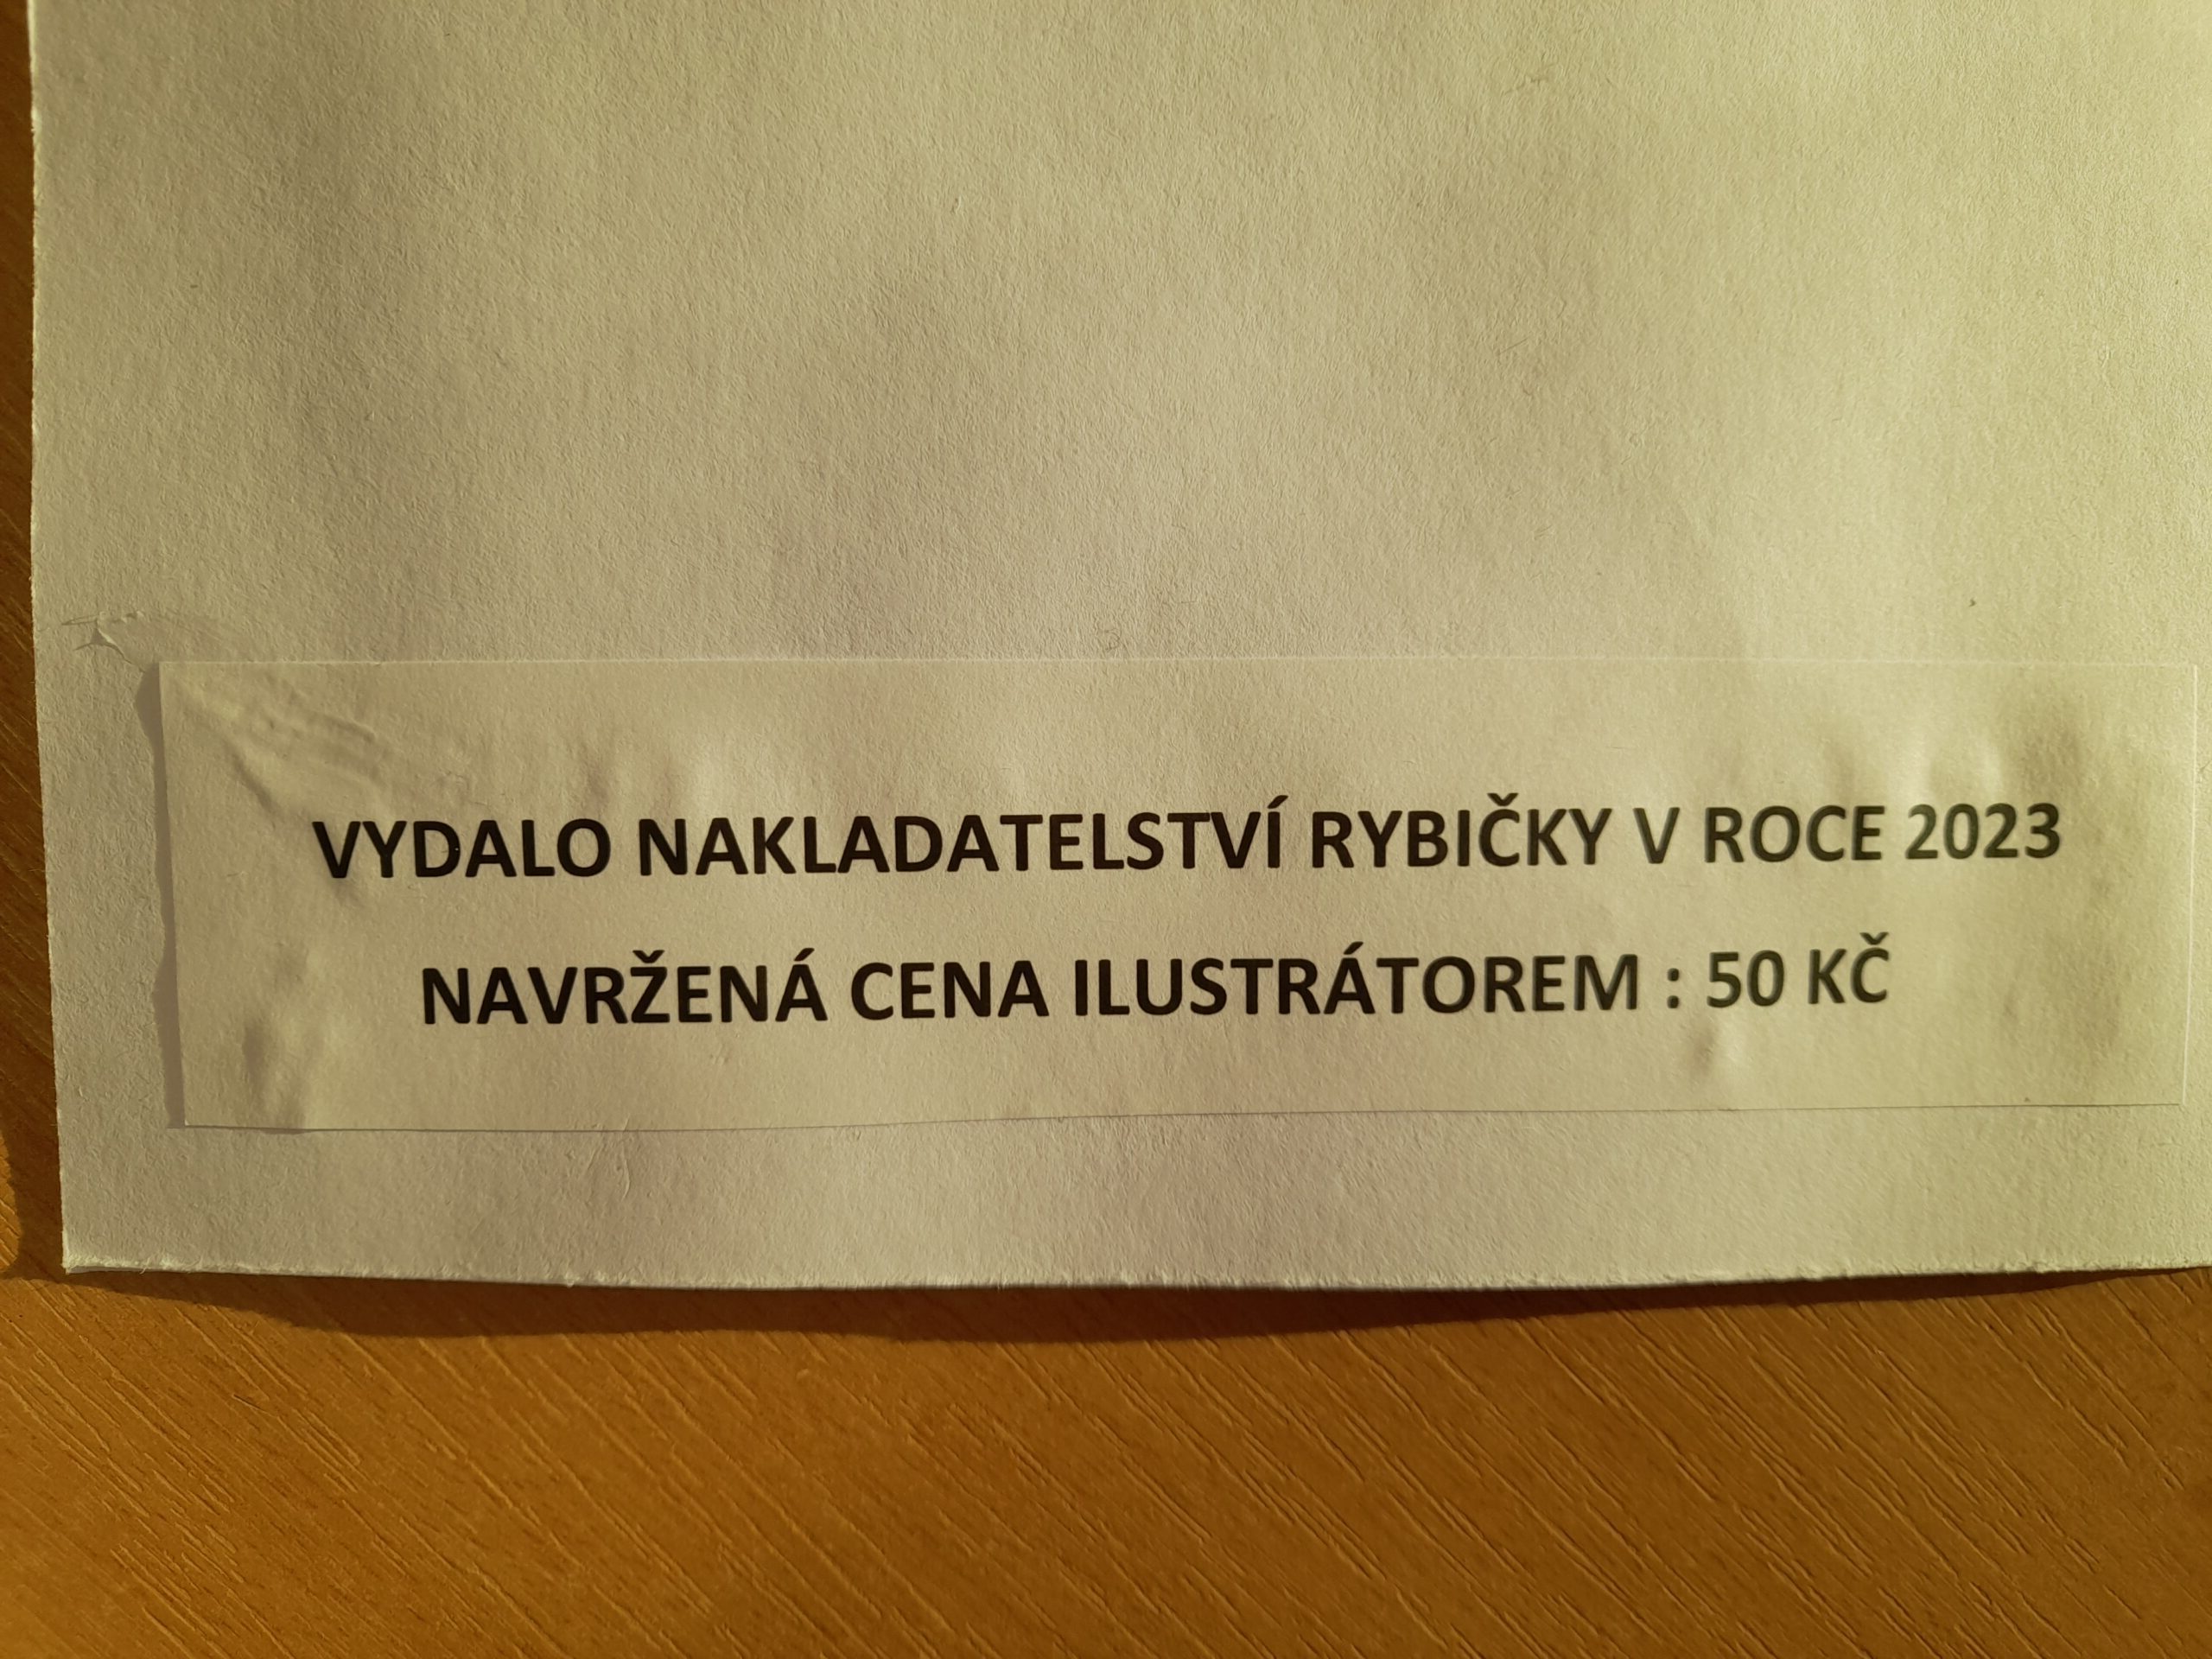 VYDALO NAKLADATELSTVÍ RYBIČKY V ROCE 2023
NAVRŽENÁ CENA ILUSTRÁTOREM : 50 KČ